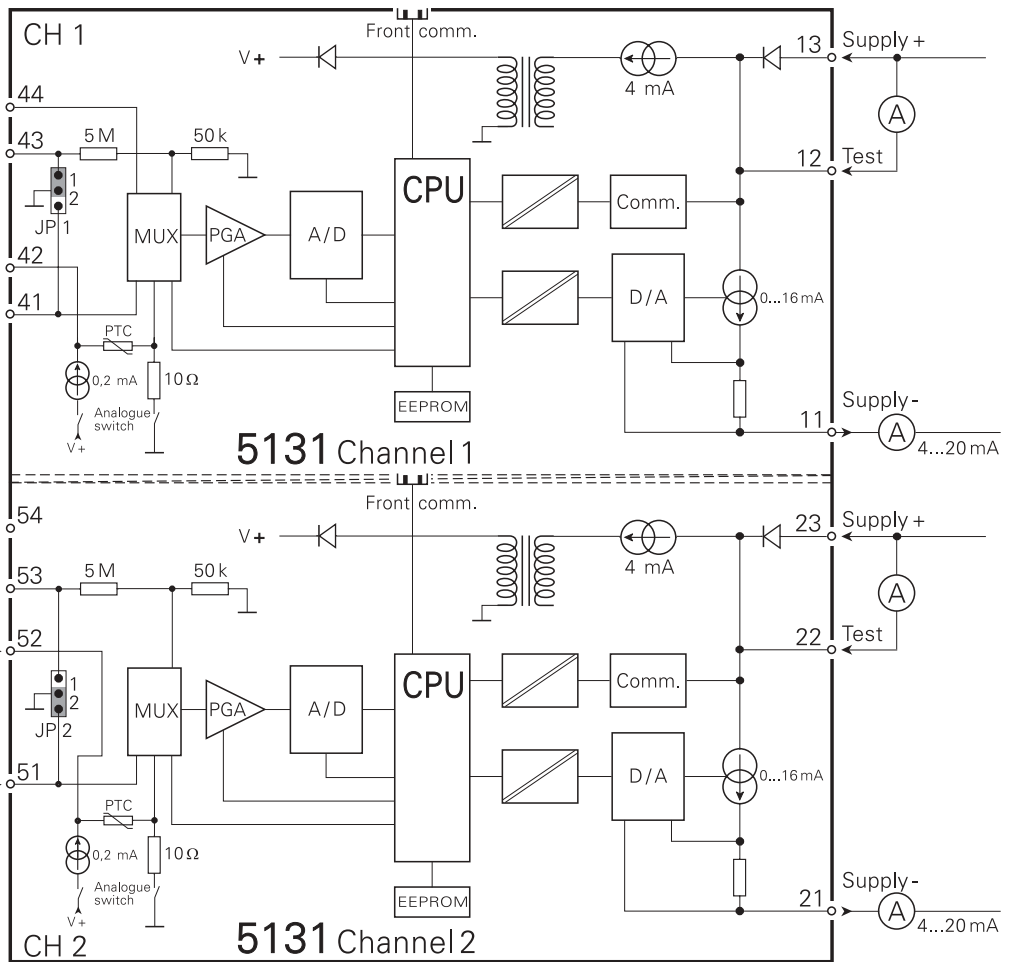 CH 1
Front comm.
V+
4 mA
13
Supply +
A
44
43
5 M
50 k
12
Test
1
2
JP 1
MUX
PGA
A/D
CPU
Comm.
42
41
D/A
0...16 mA
PTC
0,2 mA
10 Ω
Analogue
switch
V+
EEPROM
Supply-
11
A
4...20 mA
5131 Channel 1
Front comm.
54
V+
4 mA
23
Supply +
A
53
5 M
50 k
52
22
Test
1
2
JP 2
MUX
PGA
A/D
CPU
Comm.
51
D/A
0...16 mA
PTC
0,2 mA
10 Ω
Analogue
switch
V+
EEPROM
Supply-
21
A
4...20 mA
CH 2
5131 Channel 2